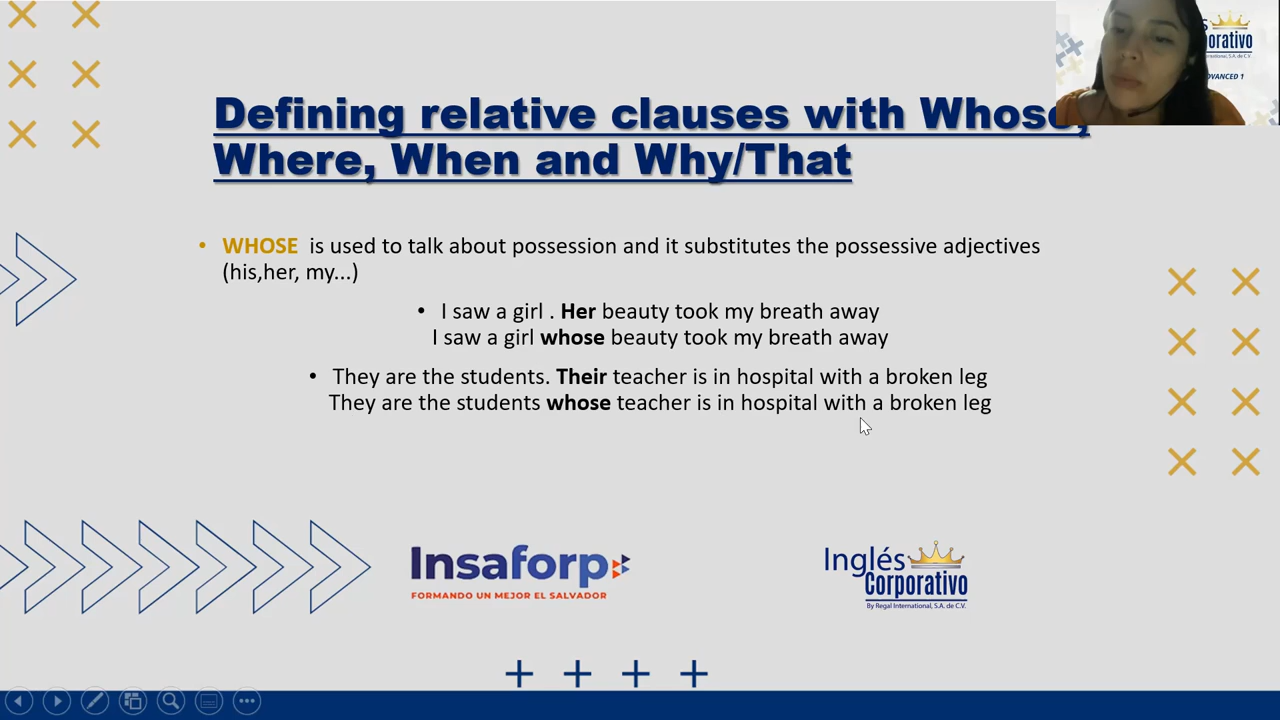 orativo
DVANCED 1
Defining relative clauses with Whose,
Where, When and Why/That
• WHOSE is used to talk about possession and it substitutes the possessive adjectives
(his,her, my...)
• I saw a girl . Her beauty took my breath away
I saw a girl whose beauty took my breath away
• They are the students. Their teacher is in hospital with a broken leg
They are the students whose teacher is in hospital with a broken leg
Insaforp
FORMANDO UN MEJOR EL SALVADOR
Inglés
Corporativo
By Regal International, S.A. de C.V.